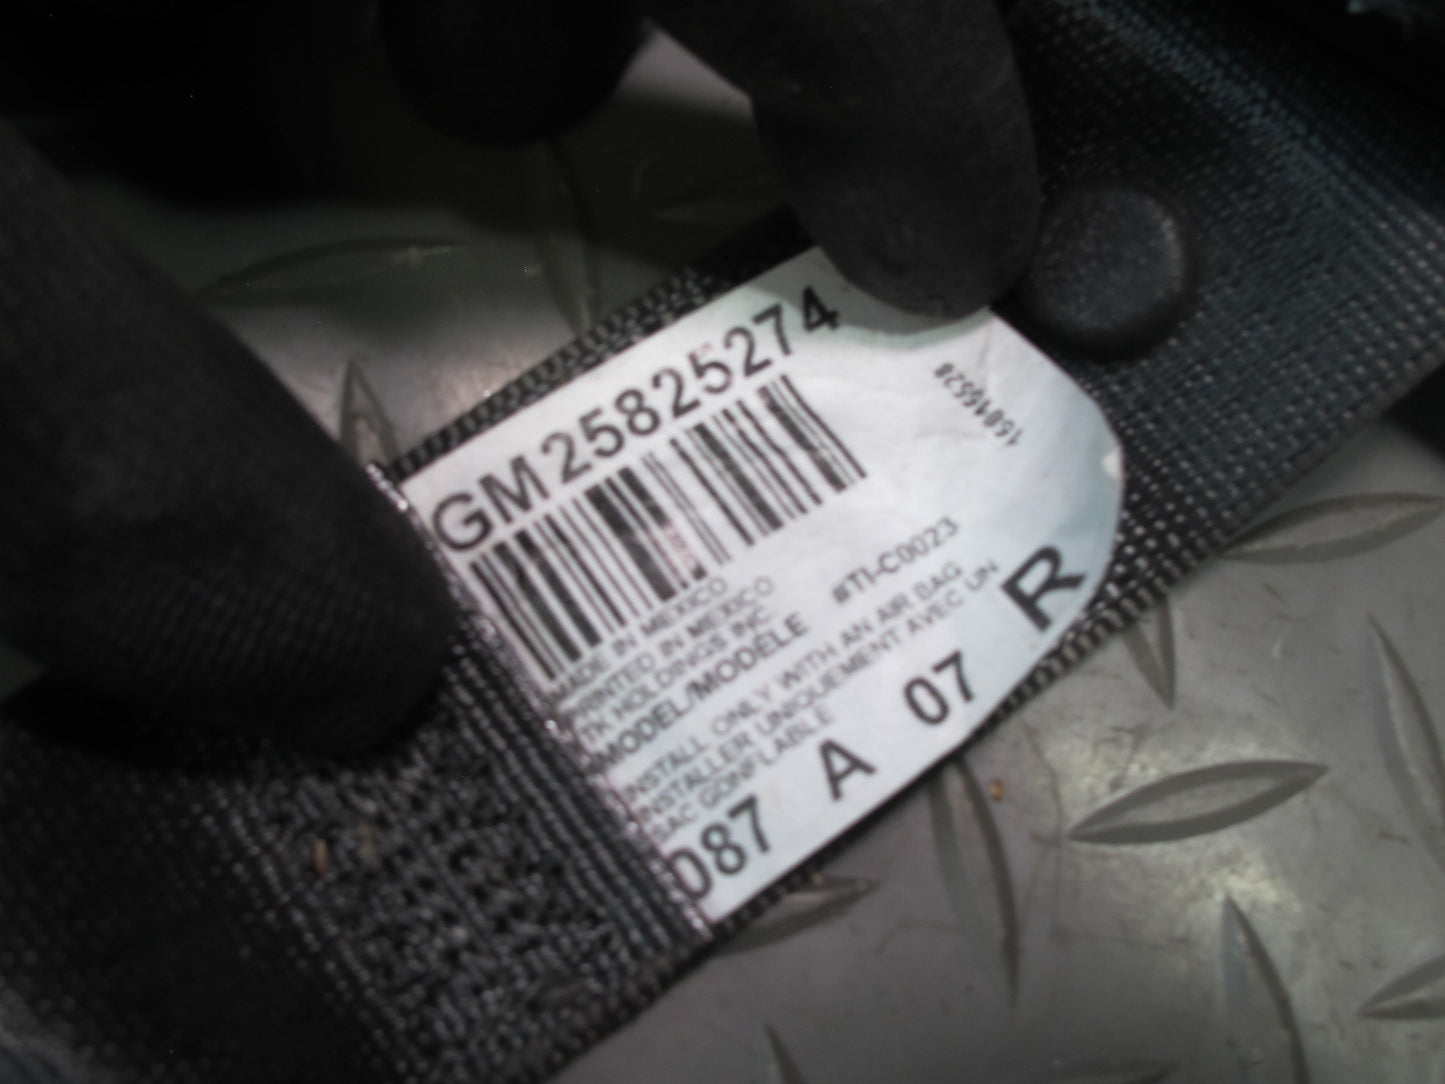 GM25825274
MADE IN MEXICO
PRINTED IN MEXICO
TK HOLDINGS INC.
MODEL/MODÈLE #TI-C0023
INSTALL ONLY WITH AN AIR BAG
INSTALLER UNIQUEMENT AVEC UN
SAC GONFLABLE
087 A 07 R